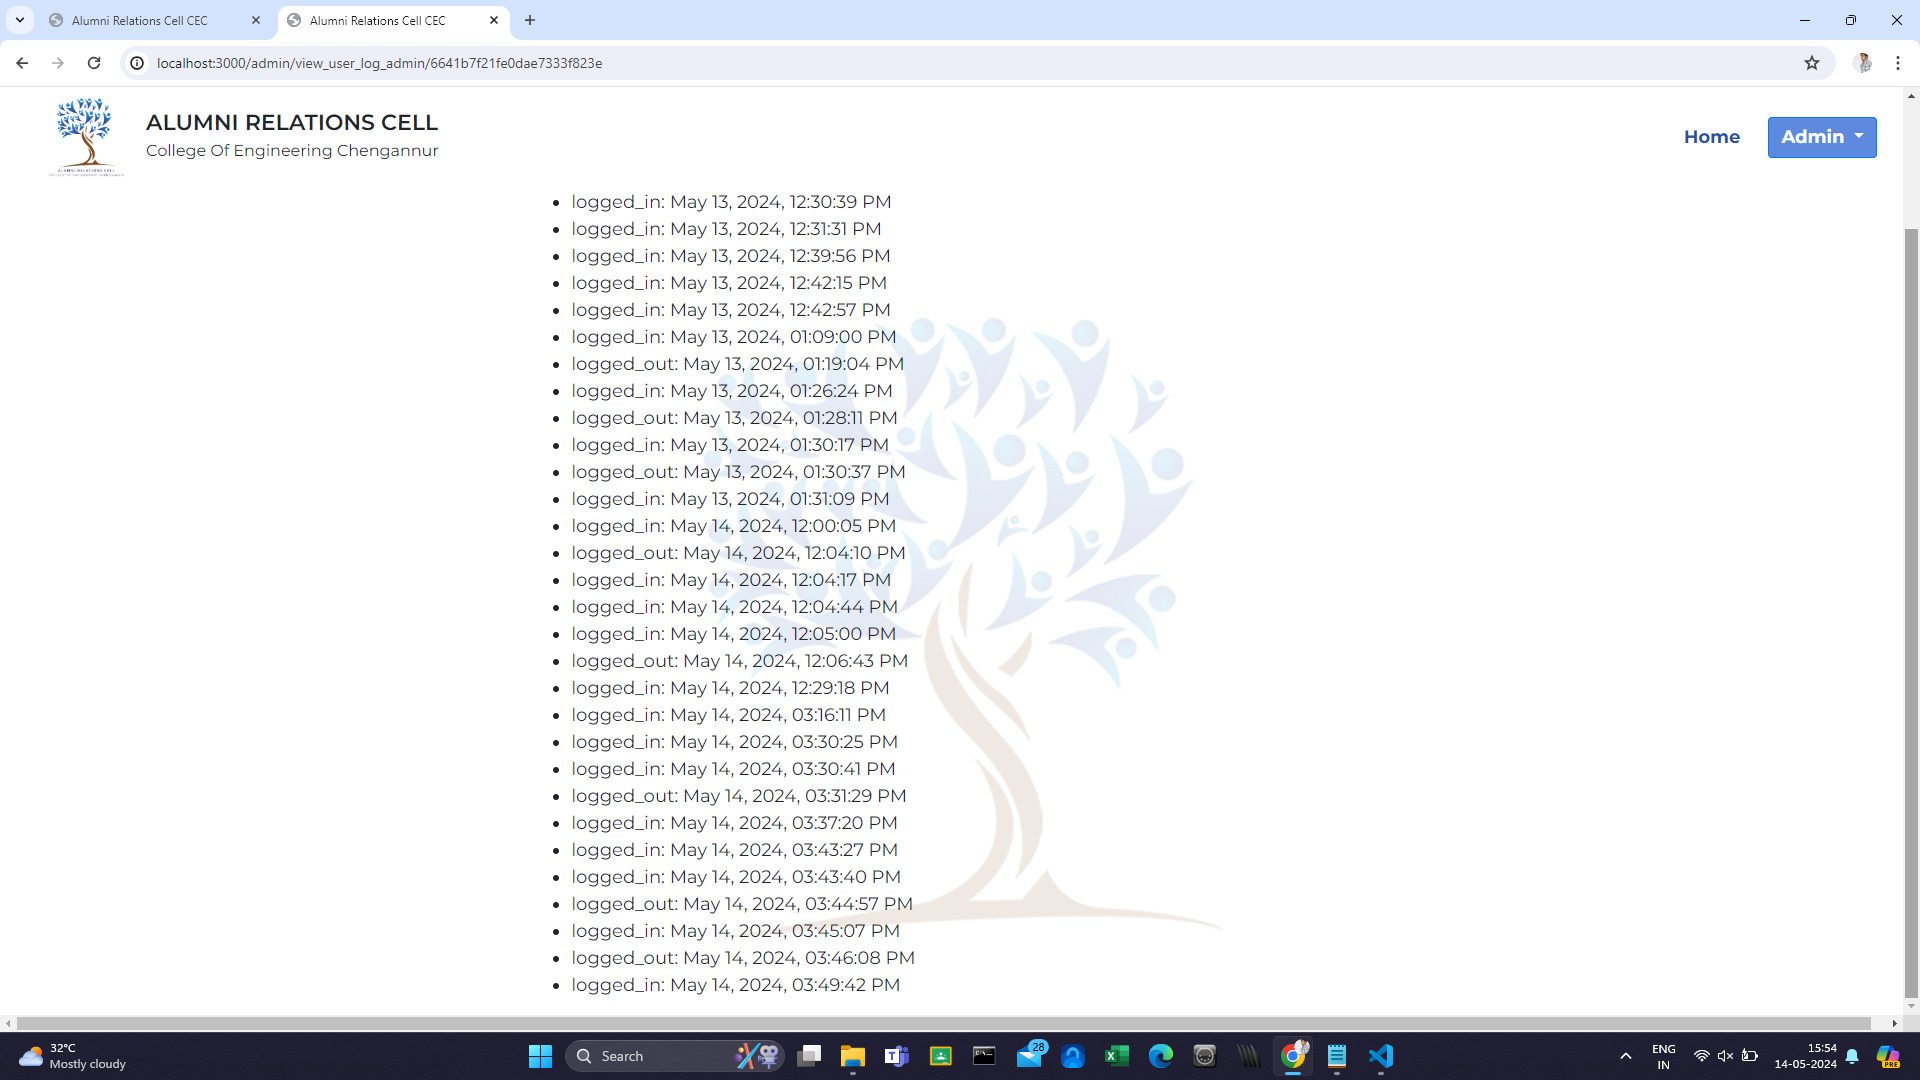 Alumni Relations Cell CEC
Alumni Relations Cell CEC
localhost:3000/admin/view_user_log_admin/6641b7f21fe0dae7333f823e
ALUMNI RELATIONS CELL
College Of Engineering Chengannur
Home
Admin
logged_in: May 13, 2024, 12:30:39 PM
logged_in: May 13, 2024, 12:31:31 PM
logged_in: May 13, 2024, 12:39:56 PM
logged_in: May 13, 2024, 12:42:15 PM
logged_in: May 13, 2024, 12:42:57 PM
logged_in: May 13, 2024, 01:09:00 PM
logged_out: May 13, 2024, 01:19:04 PM
logged_in: May 13, 2024, 01:26:24 PM
logged_out: May 13, 2024, 01:28:11 PM
logged_in: May 13, 2024, 01:30:17 PM
logged_out: May 13, 2024, 01:30:37 PM
logged_in: May 13, 2024, 01:31:09 PM
logged_in: May 14, 2024, 12:00:05 PM
logged_out: May 14, 2024, 12:04:10 PM
logged_in: May 14, 2024, 12:04:17 PM
logged_in: May 14, 2024, 12:04:44 PM
logged_in: May 14, 2024, 12:05:00 PM
logged_out: May 14, 2024, 12:06:43 PM
logged_in: May 14, 2024, 12:29:18 PM
logged_in: May 14, 2024, 03:16:11 PM
logged_in: May 14, 2024, 03:30:25 PM
logged_in: May 14, 2024, 03:30:41 PM
logged_out: May 14, 2024, 03:31:29 PM
logged_in: May 14, 2024, 03:37:20 PM
logged_in: May 14, 2024, 03:43:27 PM
logged_in: May 14, 2024, 03:43:40 PM
logged_out: May 14, 2024, 03:44:57 PM
logged_in: May 14, 2024, 03:45:07 PM
logged_out: May 14, 2024, 03:46:08 PM
logged_in: May 14, 2024, 03:49:42 PM
32°C
Mostly cloudy
Search
28
ENG
IN
15:54
14-05-2024
PRE